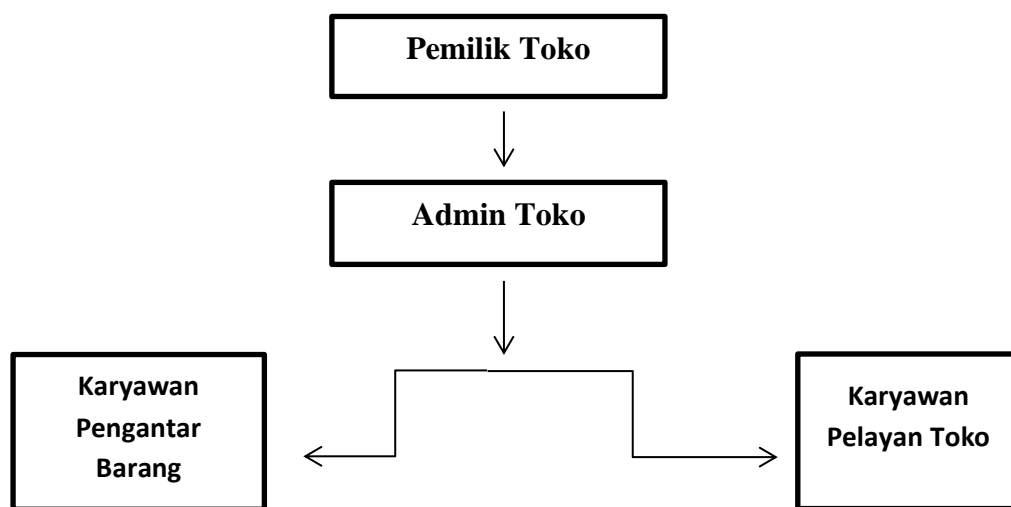 Pemilik Toko
Admin Toko
Karyawan
Pengantar
Barang
Karyawan
Pelayan Toko